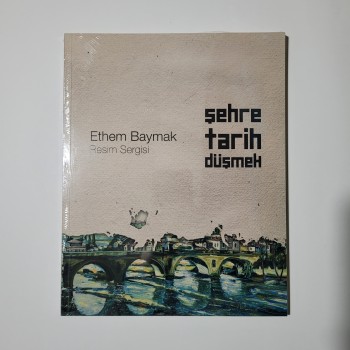 Ethem Baymak
Resim Sergisi
şehre
tarih
düşmek